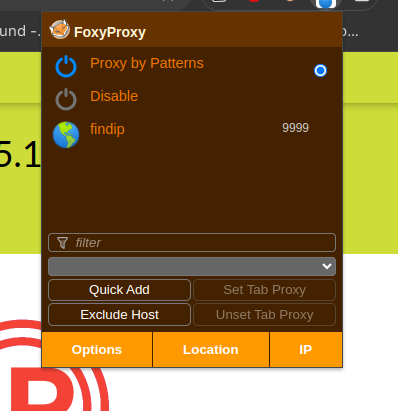 und -.
FoxyProxy
o...
Proxy by Patterns
Disable
5.1
findip 9999
filter
Quick Add Set Tab Proxy
Exclude Host Unset Tab Proxy
Options Location IP